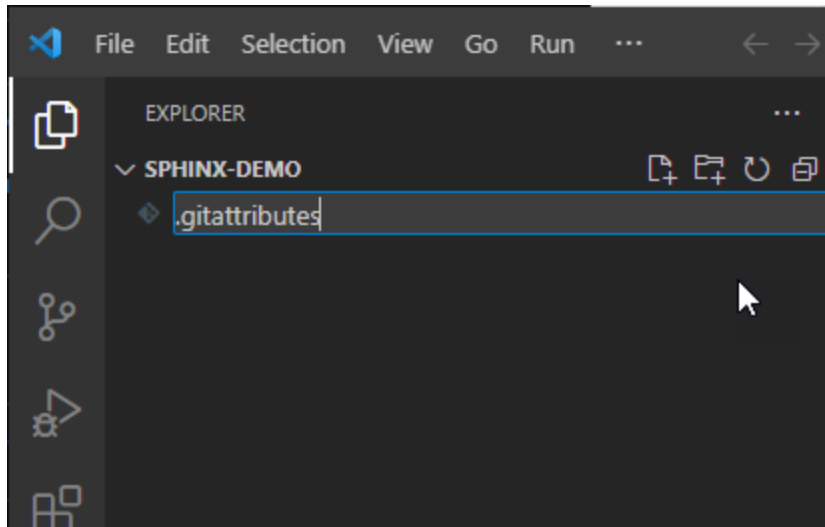 File Edit Selection View Go Run ...
EXPLORER ...
SPHINX-DEMO
.gitattributes